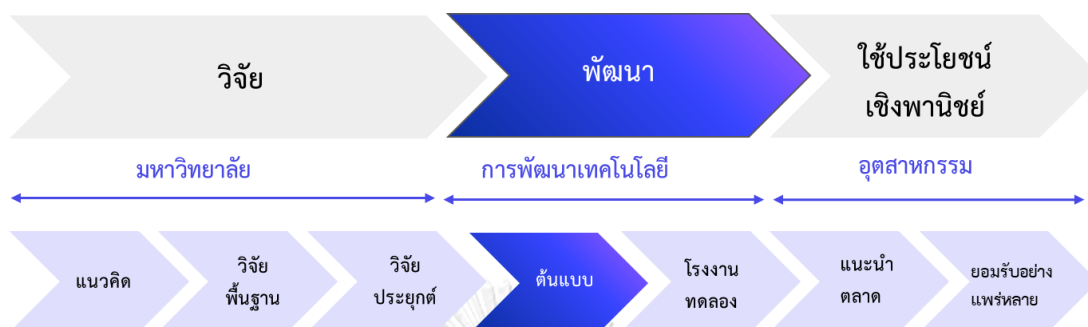 วิจัย
พัฒนา
ใช้ประโยชน์
เชิงพานิชย์
มหาวิทยาลัย
การพัฒนาเทคโนโลยี
อุตสาหกรรม
แนวคิด
วิจัย
พื้นฐาน
วิจัย
ประยุกต์
ต้นแบบ
โรงงาน
ทดลอง
แนะนำ
ตลาด
ยอมรับอย่าง
แพร่หลาย